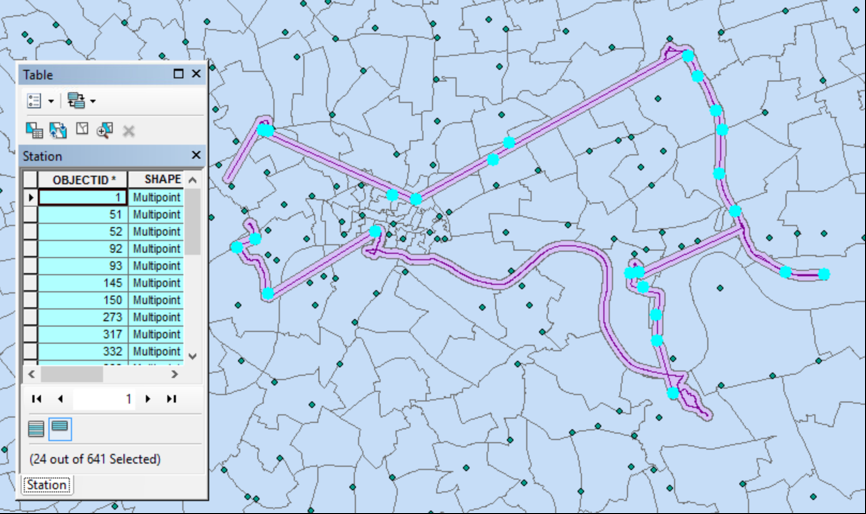 Table
Station
OBJECTID * SHAPE
1 Multipoint
51 Multipoint
52 Multipoint
92 Multipoint
93 Multipoint
145 Multipoint
150 Multipoint
273 Multipoint
317 Multipoint
332 Multipoint
1
(24 out of 641 Selected)
Station